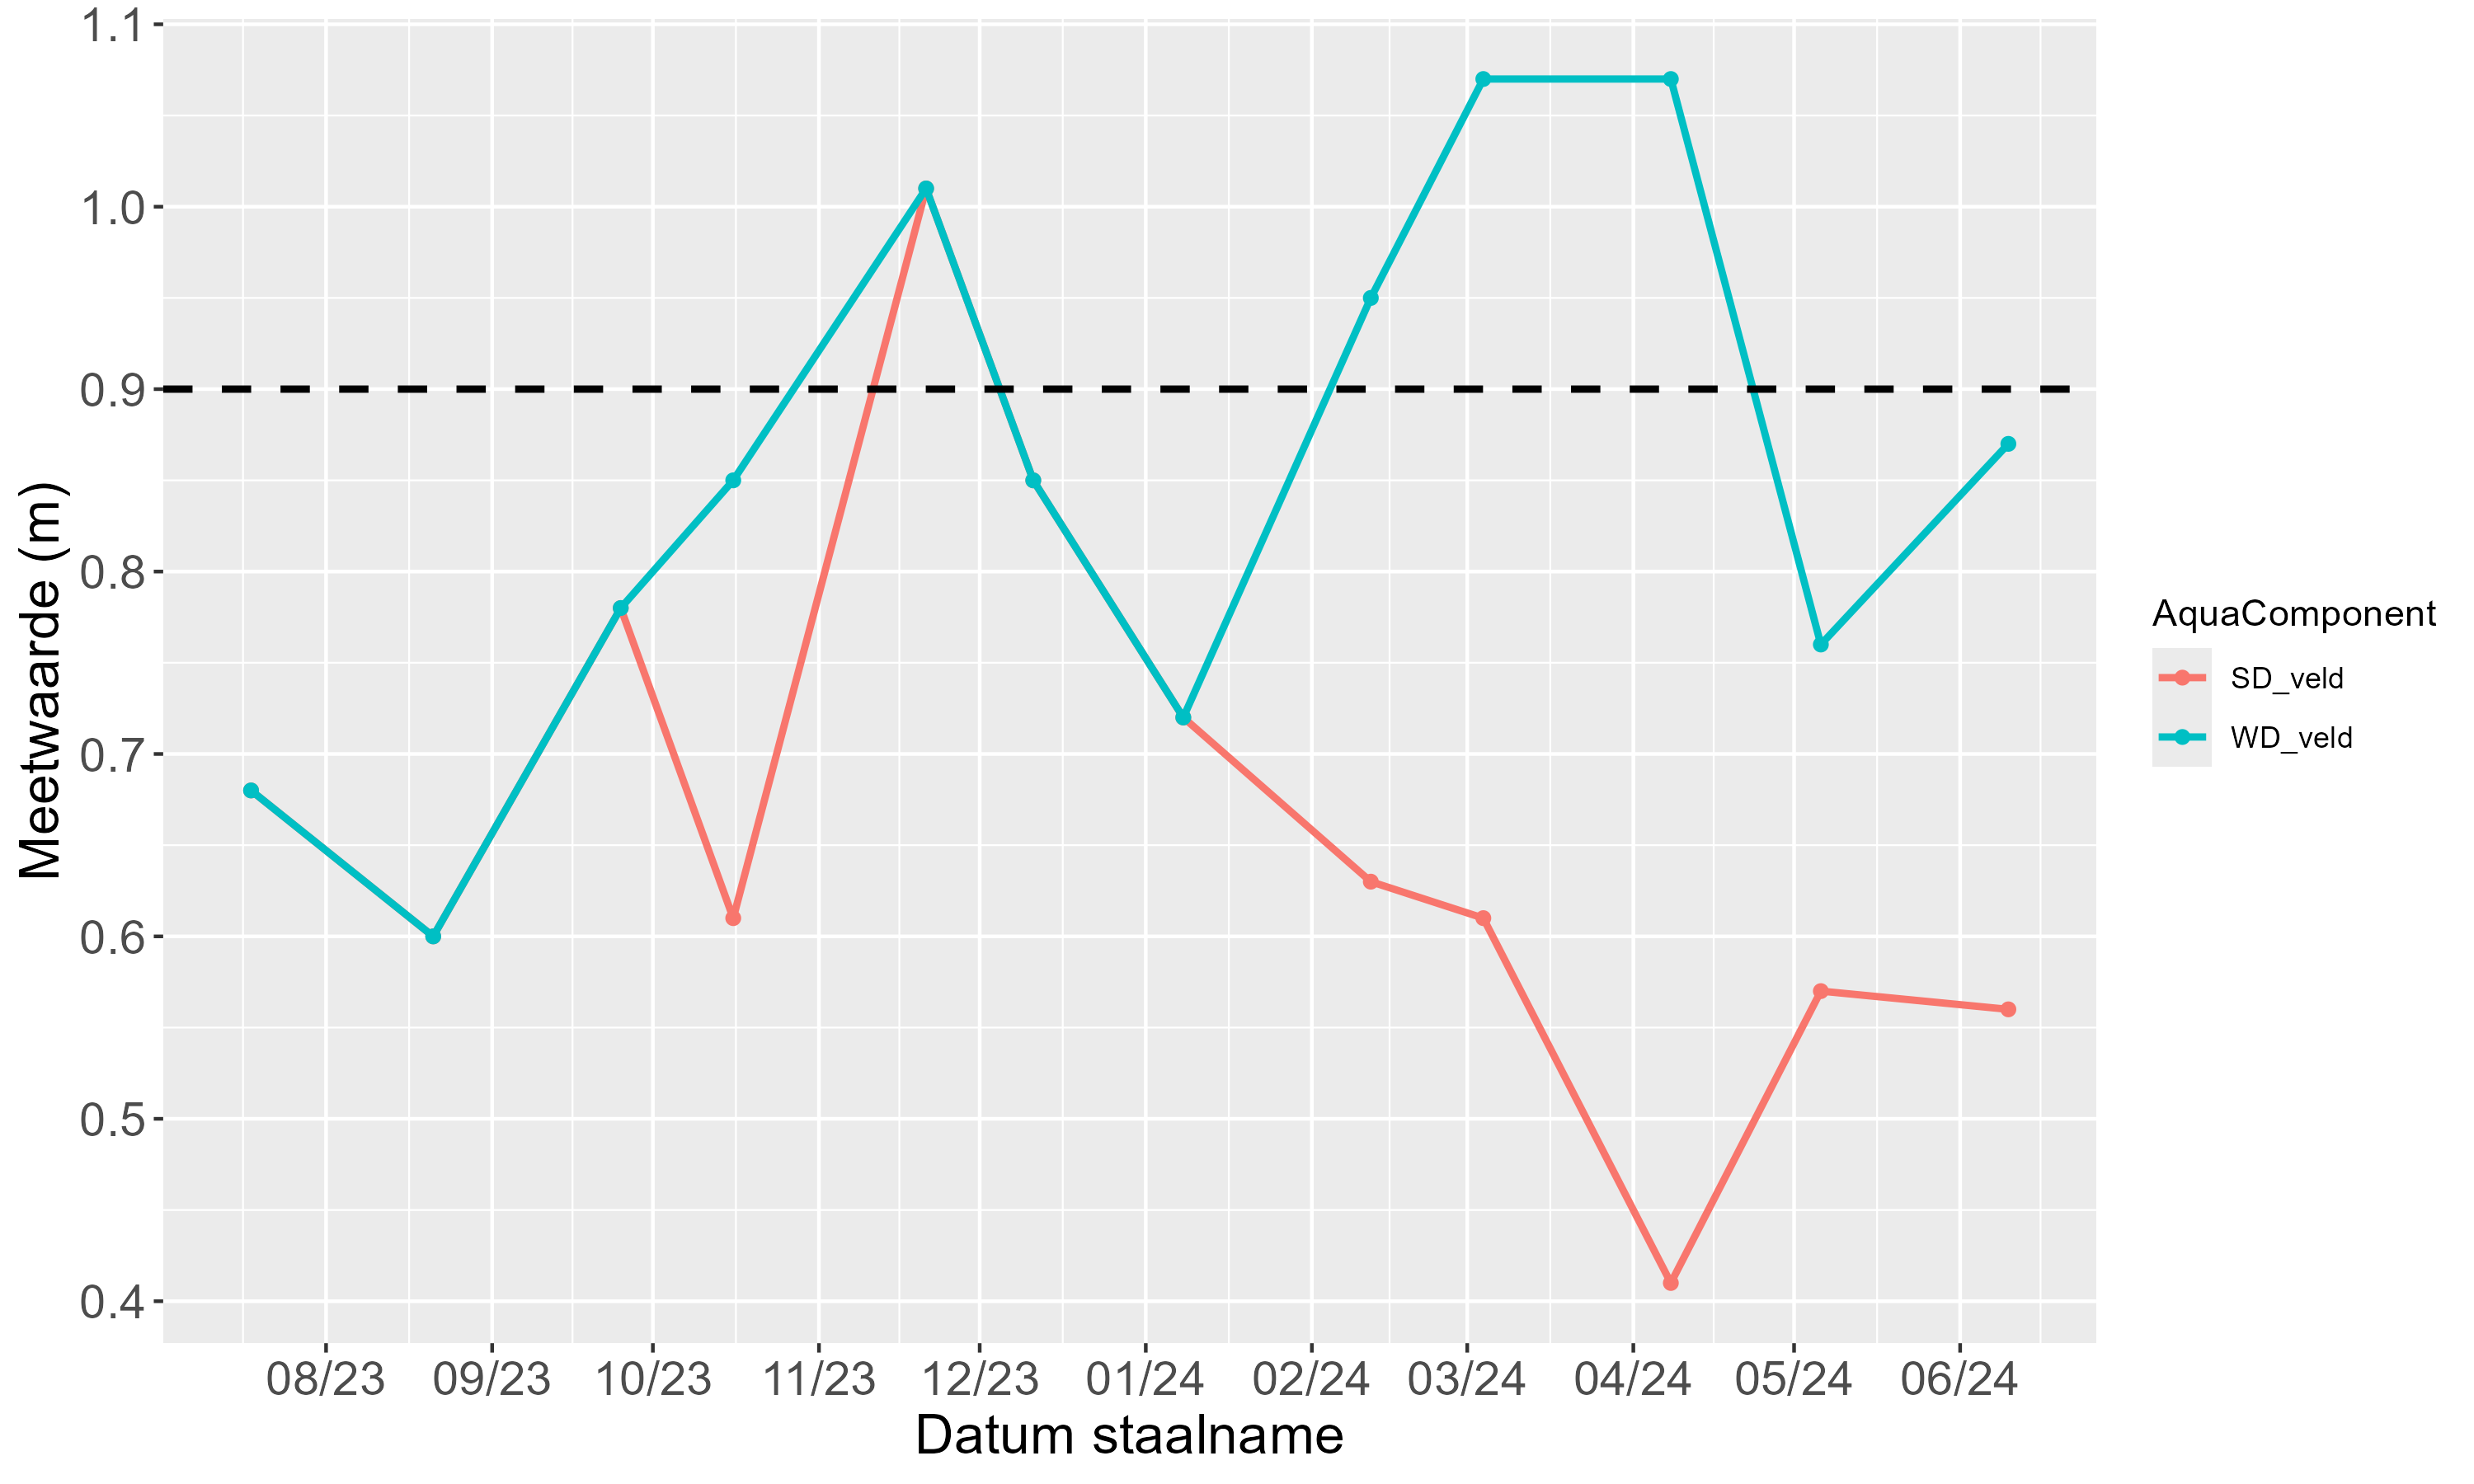 1.1
1.0
0.9
0.8
0.7
0.6
0.5
0.4
Meetwaarde (m)
08/23 09/23 10/23 11/23 12/23 01/24 02/24 03/24 04/24 05/24 06/24
Datum staalname
AquaComponent
SD_veld
WD_veld